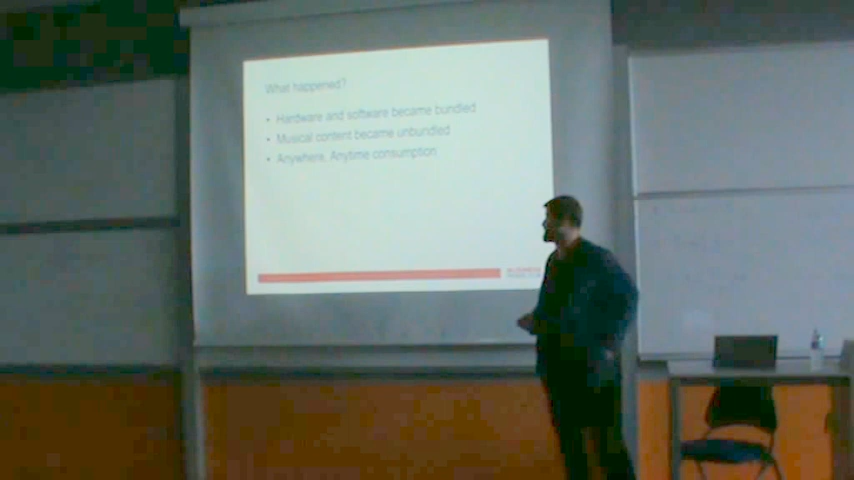 What happened?
• Hardware and software became bundled
• Musical content became unbundled
• Anywhere, Anytime consumption